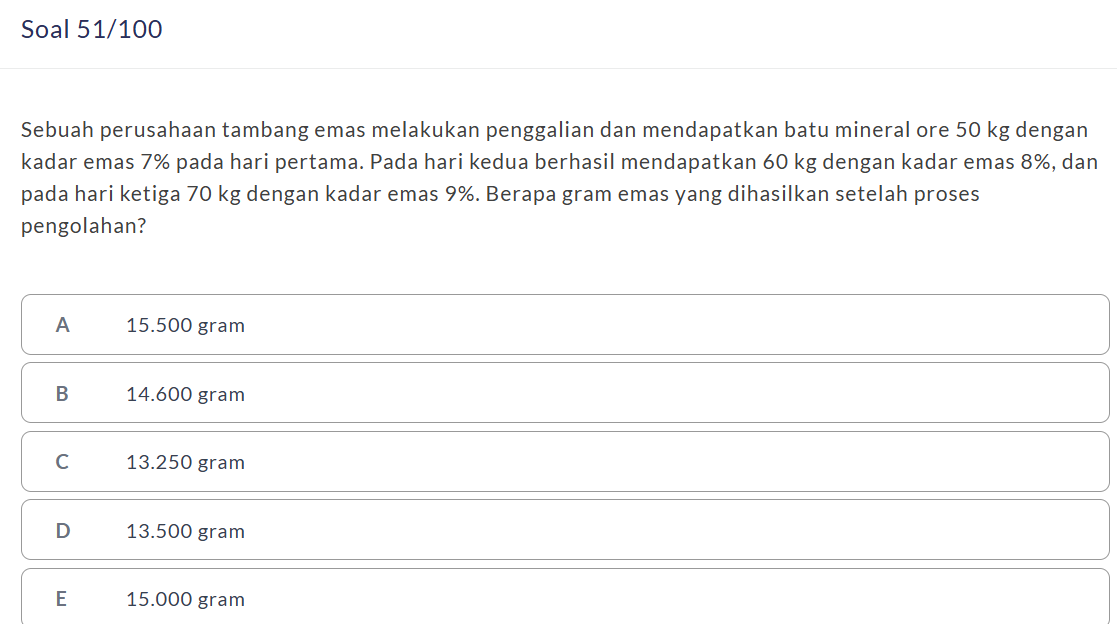 Soal 51/100
Sebuah perusahaan tambang emas melakukan penggalian dan mendapatkan batu mineral ore 50 kg dengan
kadar emas 7% pada hari pertama. Pada hari kedua berhasil mendapatkan 60 kg dengan kadar emas 8%, dan
pada hari ketiga 70 kg dengan kadar emas 9%. Berapa gram emas yang dihasilkan setelah proses
pengolahan?
A 15.500 gram
B 14.600 gram
C 13.250 gram
D 13.500 gram
E 15.000 gram